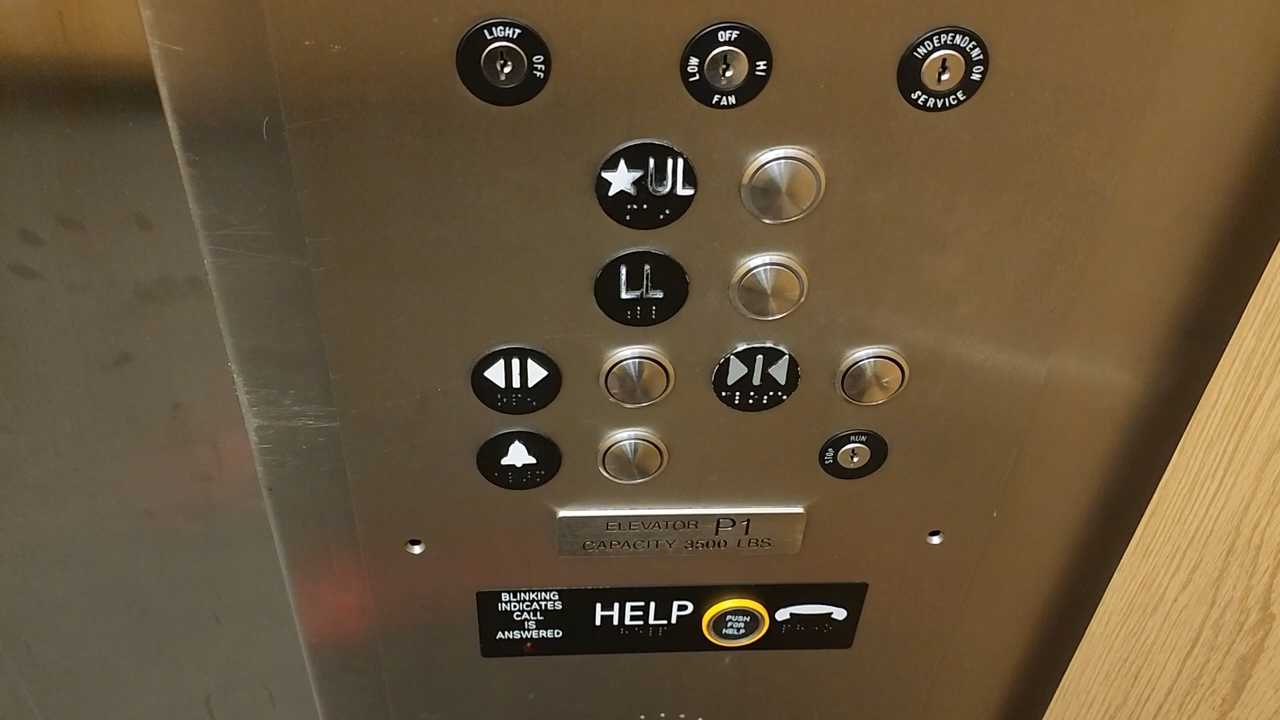 LIGHT
OFF
OFF
LOW
HI
FAN
INDEPENDENT ON
SERVICE
★UL
LL
RUN
STOP
ELEVATOR P1
CAPACITY 3500 LBS.
BLINKING
INDICATES
CALL
IS
ANSWERED
HELP
PUSH
FOR
HELP